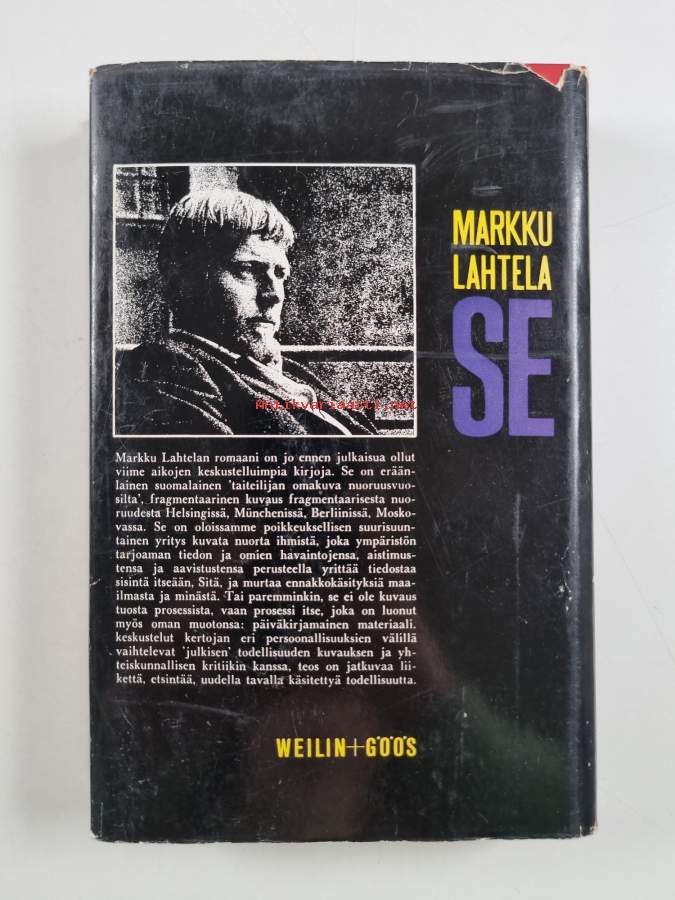 MARKKU
LAHTELA
SE
Antikvariaatti.net
Markku Lahtelan romaani on jo ennen julkaisua ollut
viime aikojen keskustelluimpia kirjoja. Se on erään-
lainen suomalainen 'taiteilijan omakuva nuoruusvuo-
silta', fragmentaarinen kuvaus fragmentaarisesta nuo-
ruudesta Helsingissä, Münchenissä, Berliinissä, Mosko-
vassa. Se on oloissamme poikkeuksellisen suurisuun-
tainen yritys kuvata nuorta ihmistä, joka ympäristön
tarjoaman tiedon ja omien havaintojensa, aistimus-
tensa ja aavistustensa perusteella yrittää tiedostaa
sisintä itseään, Sitä, ja murtaa ennakkokäsityksiä maa-
ilmasta ja minästä. Tai paremminkin, se ei ole kuvaus
tuosta prosessista, vaan prosessi itse, joka on luonut
myös oman muotonsa: päiväkirjamainen materiaali.
keskustelut kertojan eri persoonallisuuksien välillä
vaihtelevat 'julkisen' todellisuuden kuvauksen ja yh-
teiskunnallisen kritiikin kanssa, teos on jatkuvaa lii-
kettä, etsintää, uudella tavalla käsitettyä todellisuutta.
WEILIN+GÖÖS